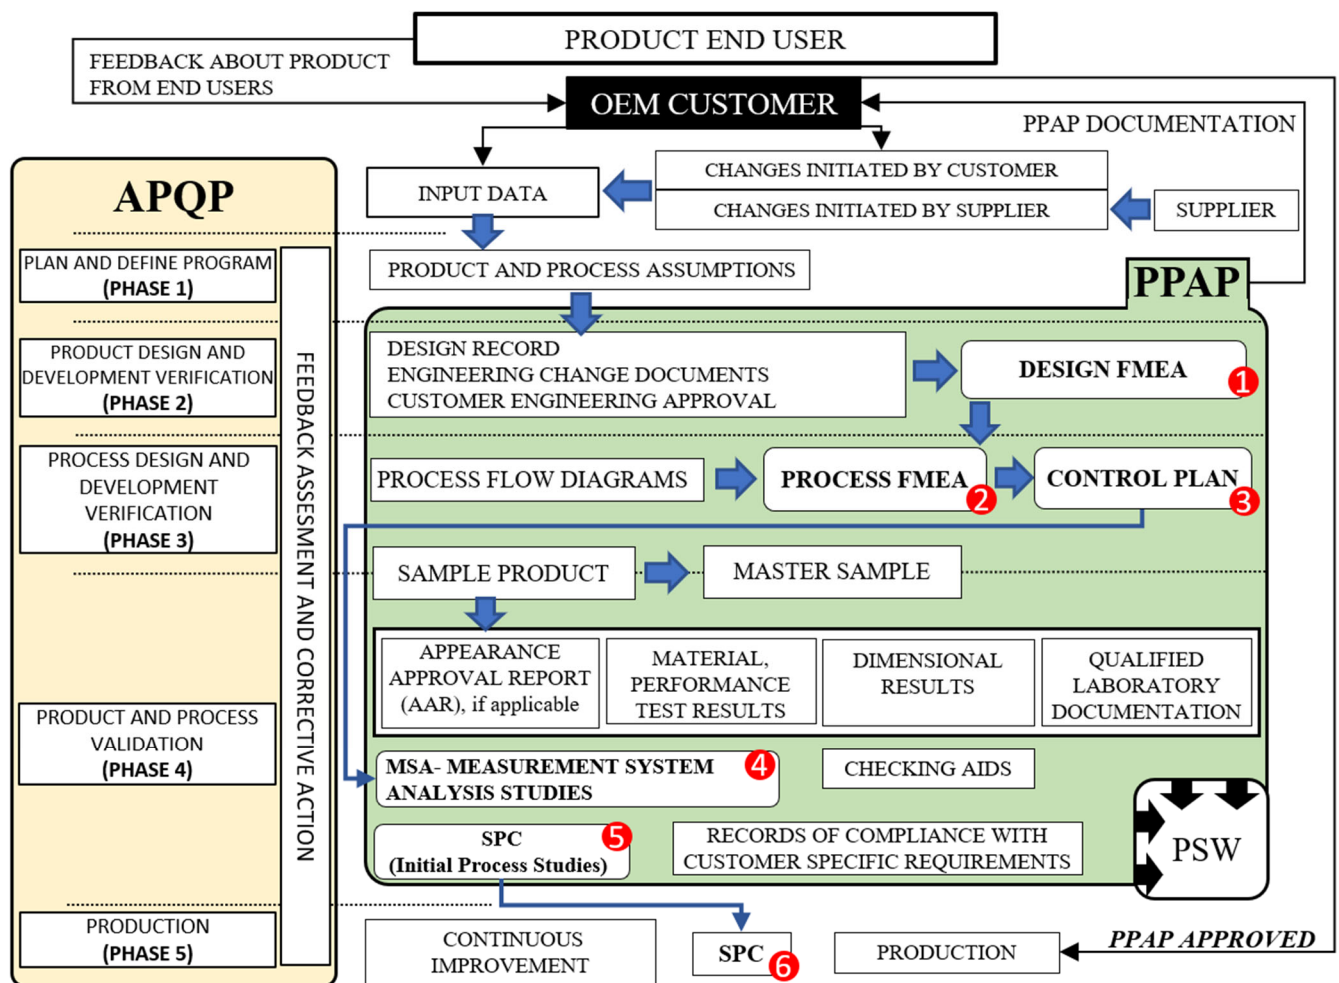 PRODUCT END USER
FEEDBACK ABOUT PRODUCT
FROM END USERS
OEM CUSTOMER
PPAP DOCUMENTATION
APQP
INPUT DATA
CHANGES INITIATED BY CUSTOMER
CHANGES INITIATED BY SUPPLIER
SUPPLIER
PLAN AND DEFINE PROGRAM
(PHASE 1)
PRODUCT AND PROCESS ASSUMPTIONS
PPAP
PRODUCT DESIGN AND
DEVELOPMENT VERIFICATION
(PHASE 2)
FEEDBACK ASSESMENT AND CORRECTIVE ACTION
DESIGN RECORD
ENGINEERING CHANGE DOCUMENTS
CUSTOMER ENGINEERING APPROVAL
DESIGN FMEA
1
PROCESS DESIGN AND
DEVELOPMENT
VERIFICATION
(PHASE 3)
PROCESS FLOW DIAGRAMS
PROCESS FMEA
2
CONTROL PLAN
3
SAMPLE PRODUCT
MASTER SAMPLE
APPEARANCE
APPROVAL REPORT
(AAR), if applicable
MATERIAL,
PERFORMANCE
TEST RESULTS
DIMENSIONAL
RESULTS
QUALIFIED
LABORATORY
DOCUMENTATION
PRODUCT AND PROCESS
VALIDATION
(PHASE 4)
MSA- MEASUREMENT SYSTEM
ANALYSIS STUDIES
4
CHECKING AIDS
SPC
(Initial Process Studies)
5
RECORDS OF COMPLIANCE WITH
CUSTOMER SPECIFIC REQUIREMENTS
PSW
PRODUCTION
(PHASE 5)
CONTINUOUS
IMPROVEMENT
SPC
6
PRODUCTION
PPAP APPROVED